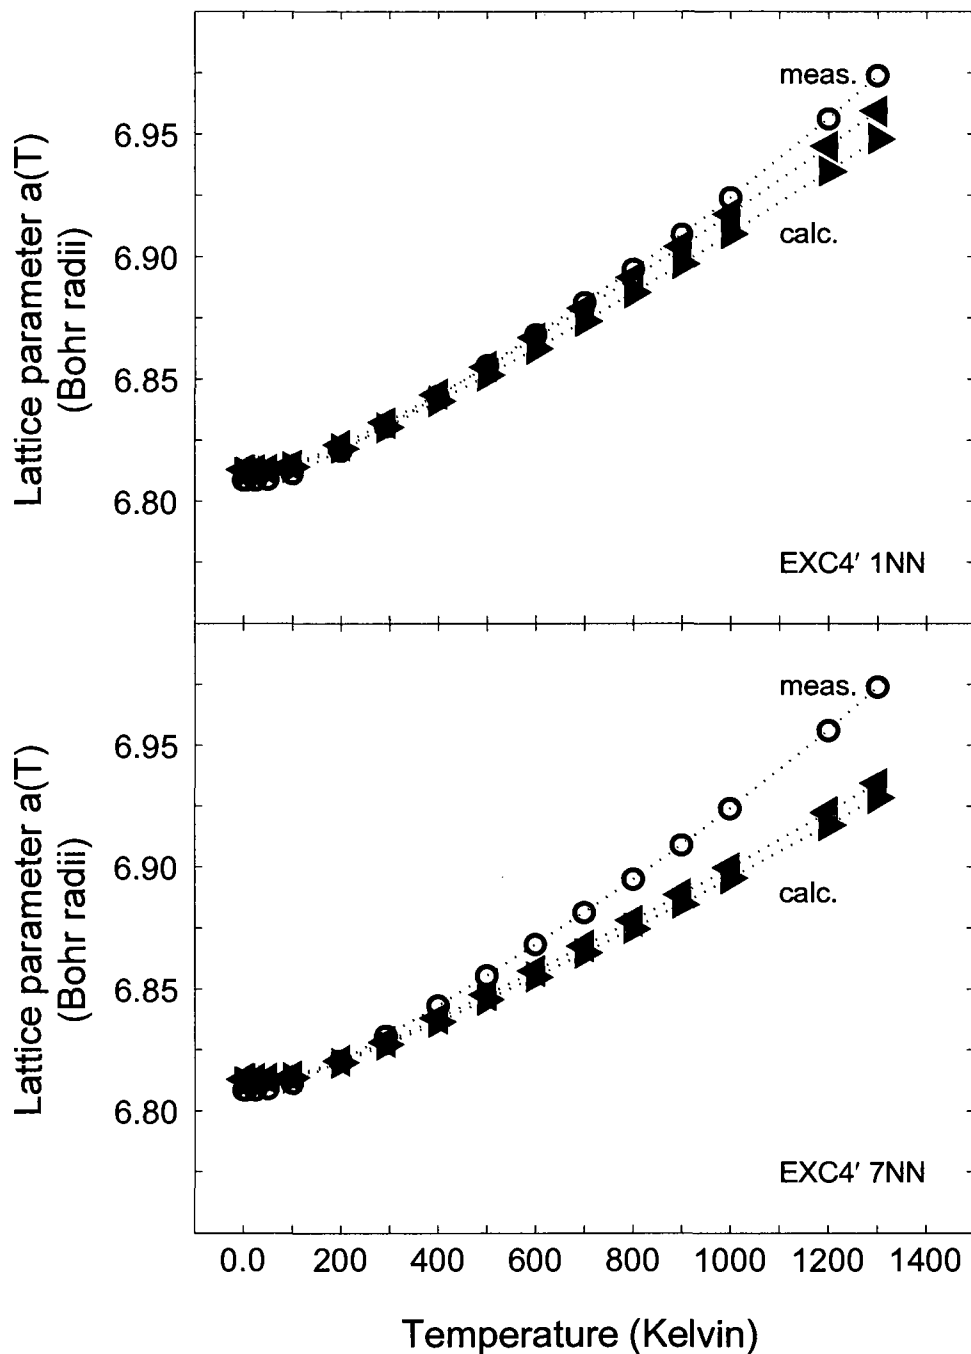 meas.
6.95
6.90
calc.
6.85
6.80
Lattice parameter a(T)
(Bohr radii)
EXC4′ 1NN
meas.
6.95
6.90
calc.
6.85
6.80
Lattice parameter a(T)
(Bohr radii)
EXC4′ 7NN
0.0 200 400 600 800 1000 1200 1400
Temperature (Kelvin)